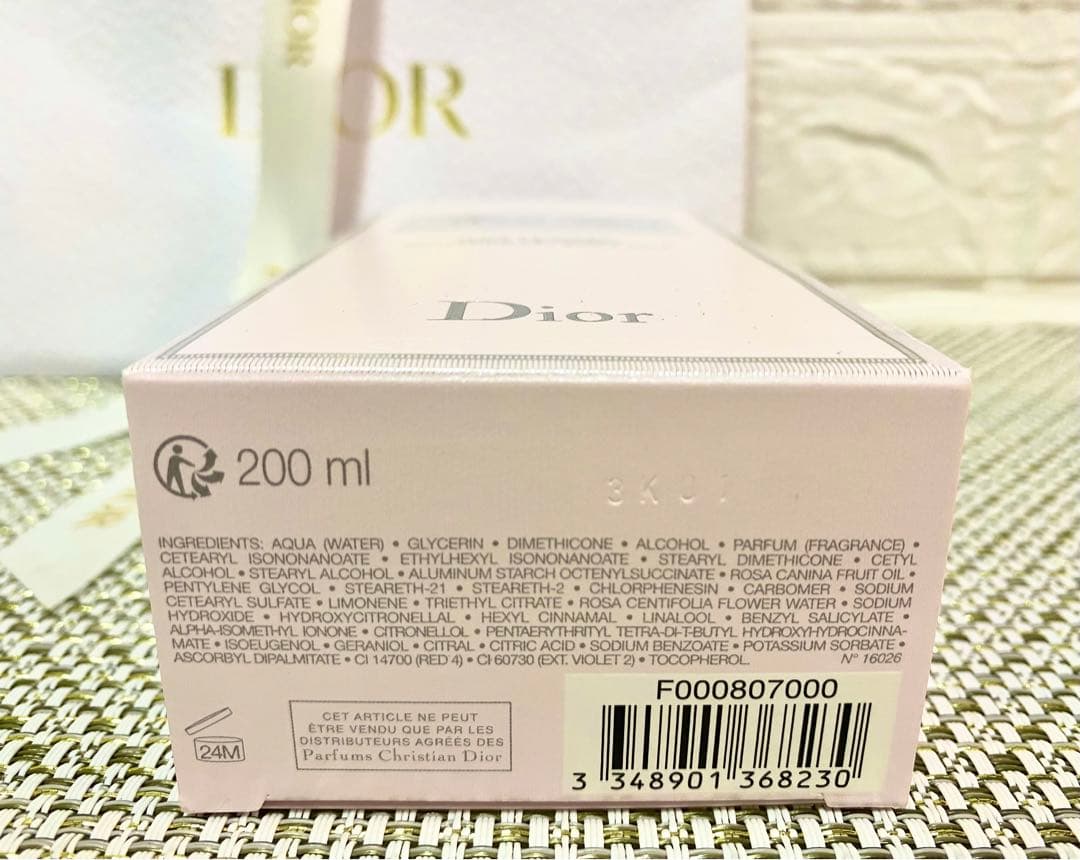 DIOR
DIOR
Dior
200 ml
3K01
INGREDIENTS: AQUA (WATER) • GLYCERIN • DIMETHICONE • ALCOHOL • PARFUM (FRAGRANCE) •
CETEARYL ISONONANOATE • ETHYLHEXYL ISONONANOATE • STEARYL DIMETHICONE • CETYL
ALCOHOL • STEARYL ALCOHOL • ALUMINUM STARCH OCTENYLSUCCINATE • ROSA CANINA FRUIT OIL •
PENTYLENE GLYCOL • STEARETH-21 • STEARETH-2 • CHLORPHENESIN • CARBOMER • SODIUM
CETEARYL SULFATE • LIMONENE • TRIETHYL CITRATE • ROSA CENTIFOLIA FLOWER WATER • SODIUM
HYDROXIDE • HYDROXYCITRONELLAL • HEXYL CINNAMAL • LINALOOL • BENZYL SALICYLATE •
ALPHA-ISOMETHYL IONONE • CITRONELLOL • PENTAERYTHRITYL TETRA-DI-T-BUTYL HYDROXYHYDROCINNA-
MATE • ISOEUGENOL • GERANIOL • CITRAL • CITRIC ACID • SODIUM BENZOATE • POTASSIUM SORBATE •
ASCORBYL DIPALMITATE • CI 14700 (RED 4) • CI 60730 (EXT. VIOLET 2) • TOCOPHEROL. N° 16026
24M
CET ARTICLE NE PEUT
ÊTRE VENDU QUE PAR LES
DISTRIBUTEURS AGRÉÉS DES
Parfums Christian Dior
F000807000
3 348901 368230